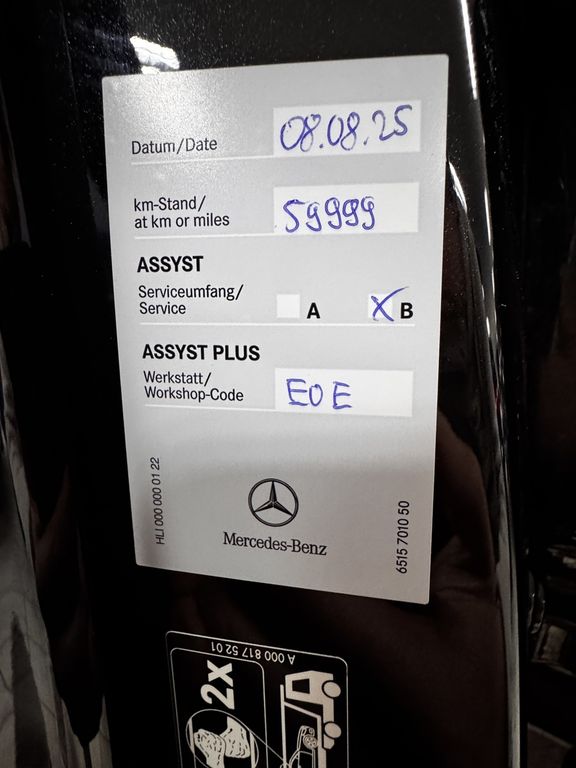 Datum/Date 08.08.25
km-Stand/
at km or miles 59999
ASSYST
Serviceumfang/
Service A X B
ASSYST PLUS
Werkstatt/
Workshop-Code E0E
HLI 000 000 01 22
Mercedes-Benz
6515 7010 50
A 000 817 52 01
2x